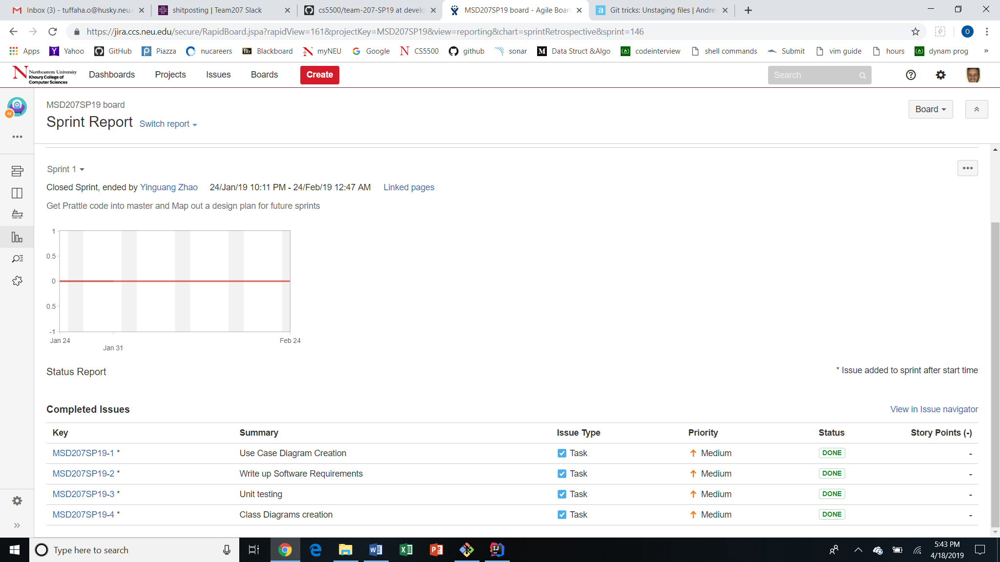 Inbox (3) - tuffaha.o@husky.neu.e
shitposting | Team207 Slack
cs5500/team-207-SP19 at develo
MSD207SP19 board - Agile Boar
Git tricks: Unstaging files | Andre
https://jira.ccs.neu.edu/secure/RapidBoard.jspa?rapidView=161&projectKey=MSD207SP19&view=reporting&chart=sprintRetrospective&sprint=146
O
Apps Yahoo GitHub Piazza nucareers Bb Blackboard myNEU Google CS5500 github sonar M Data Struct &Algo codeinterview shell commands Submit vim guide hours dynam prog »
Northeastern University
Khoury College of
Computer Sciences
Dashboards Projects Issues Boards Create Search
MSD207SP19 board
Sprint Report Switch report
Board
Sprint 1
Closed Sprint, ended by Yinguang Zhao 24/Jan/19 10:11 PM - 24/Feb/19 12:47 AM Linked pages
Get Prattle code into master and Map out a design plan for future sprints
1
0.5
0
0.5
-1
Jan 24
Jan 31
Feb 24
Status Report
* Issue added to sprint after start time
Completed Issues
View in Issue navigator
Key Summary Issue Type Priority Status Story Points (-)
MSD207SP19-1 * Use Case Diagram Creation Task Medium DONE -
MSD207SP19-2 * Write up Software Requirements Task Medium DONE -
MSD207SP19-3 * Unit testing Task Medium DONE -
MSD207SP19-4 * Class Diagrams creation Task Medium DONE -
Type here to search
5:43 PM
4/18/2019